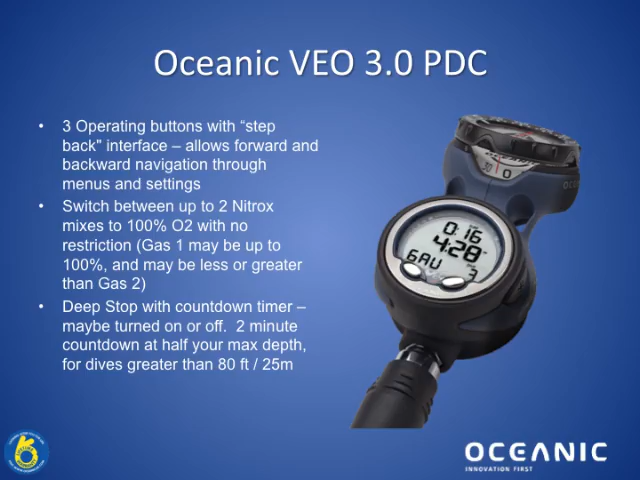 Oceanic VEO 3.0 PDC
• 3 Operating buttons with “step
back" interface – allows forward and
backward navigation through
menus and settings
• Switch between up to 2 Nitrox
mixes to 100% O2 with no
restriction (Gas 1 may be up to
100%, and may be less or greater
than Gas 2)
• Deep Stop with countdown timer –
maybe turned on or off.  2 minute
countdown at half your max depth,
for dives greater than 80 ft / 25m
0:16
4:28
GAU 3
OCEANIC
INNOVATION FIRST